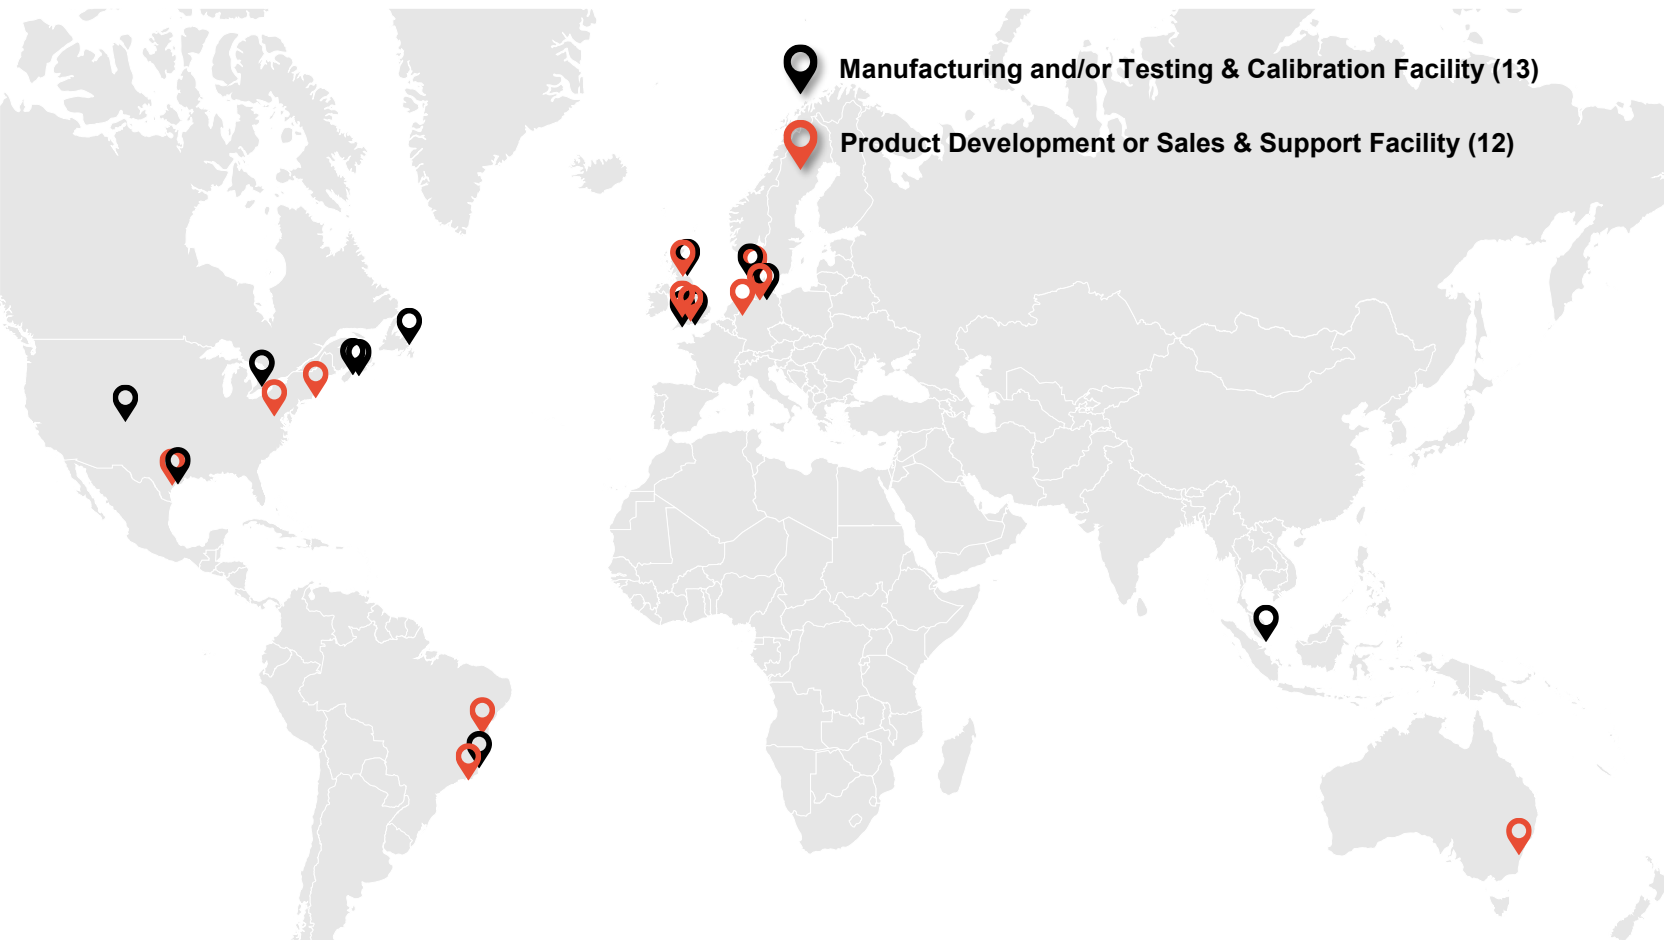 Manufacturing and/or Testing & Calibration Facility (13)
Product Development or Sales & Support Facility (12)